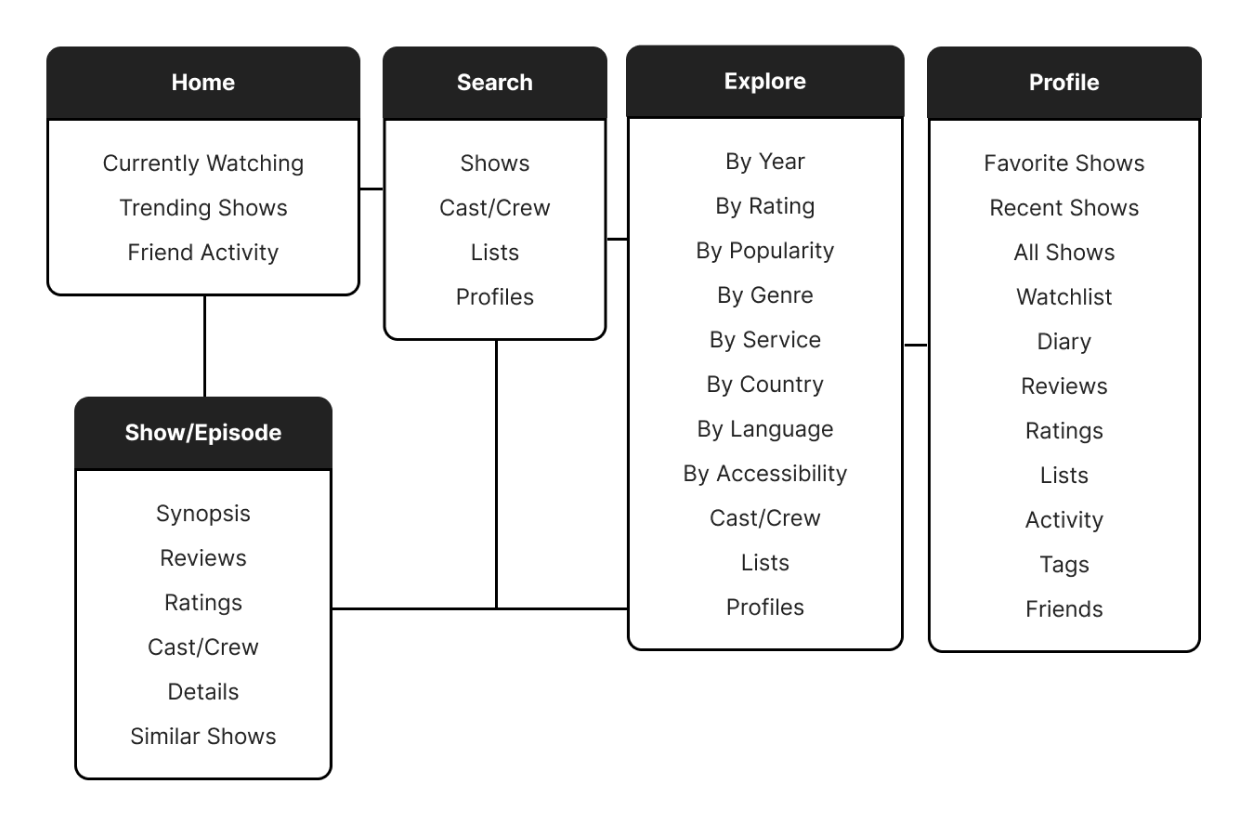 Home
Currently Watching
Trending Shows
Friend Activity
Search
Shows
Cast/Crew
Lists
Profiles
Explore
By Year
By Rating
By Popularity
By Genre
By Service
By Country
By Language
By Accessibility
Cast/Crew
Lists
Profiles
Profile
Favorite Shows
Recent Shows
All Shows
Watchlist
Diary
Reviews
Ratings
Lists
Activity
Tags
Friends
Show/Episode
Synopsis
Reviews
Ratings
Cast/Crew
Details
Similar Shows